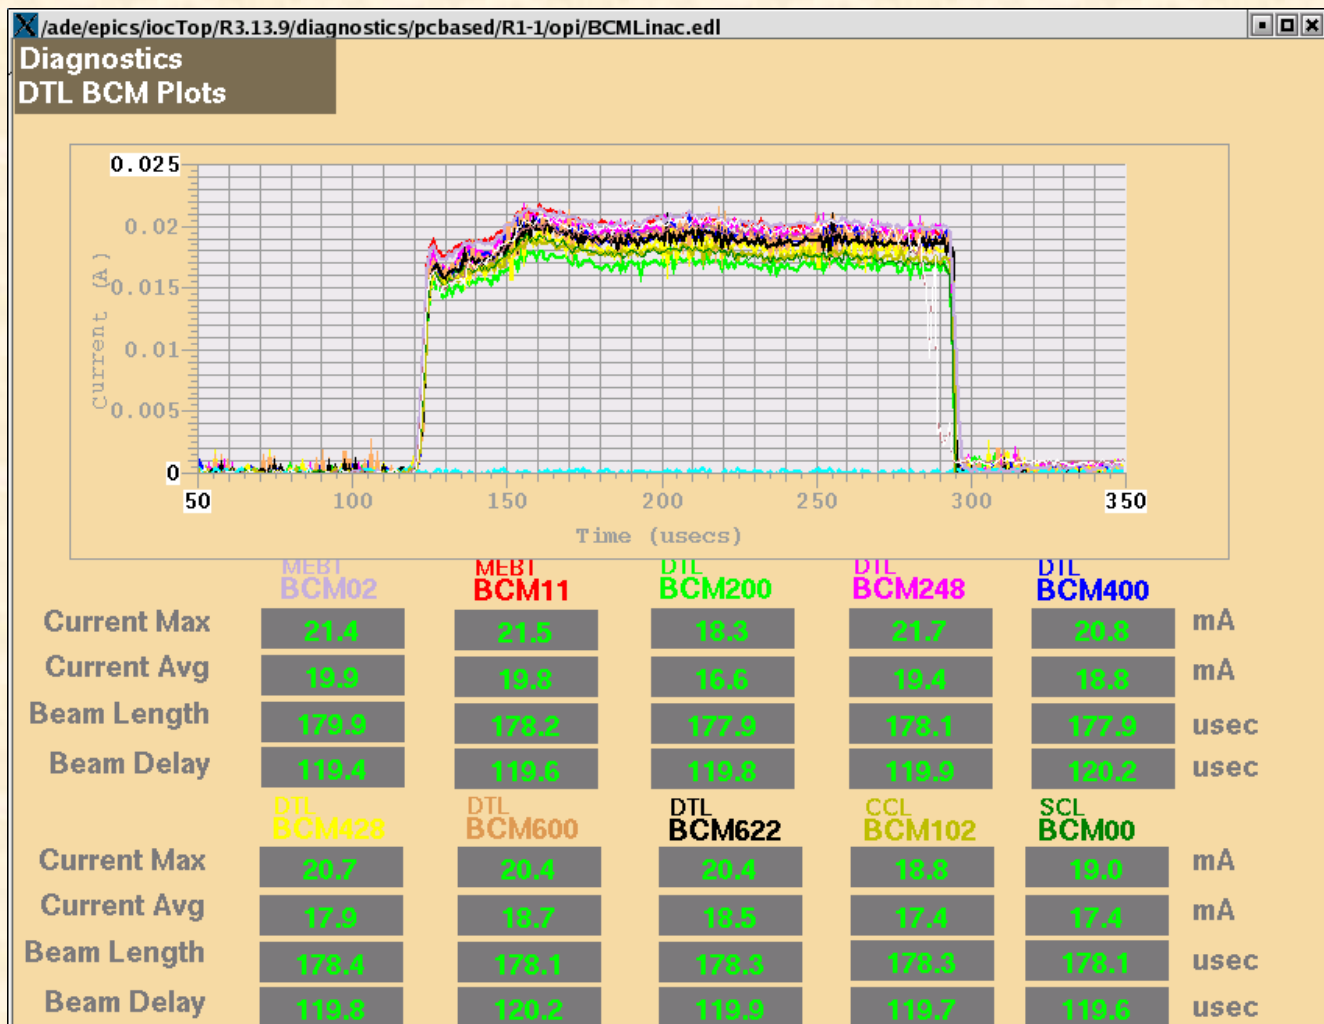 /ade/epics/iocTop/R3.13.9/diagnostics/pcbased/R1-1/opi/BCMLinac.edl
Diagnostics
DTL BCM Plots
0.025
0.02
0.015
0.01
0.005
0
Current (A)
50 100 150 200 250 300 350
Time (usecs)
MEBT MEBT DTL DTL DTL
BCM02 BCM11 BCM200 BCM248 BCM400
Current Max 21.4 21.5 18.3 21.7 20.8 mA
Current Avg 19.9 19.8 16.6 19.4 18.8 mA
Beam Length 179.9 178.2 177.9 178.1 177.9 usec
Beam Delay 119.4 119.6 119.8 119.9 120.2 usec
DTL DTL DTL CCL SCL
BCM428 BCM600 BCM622 BCM102 BCM00
Current Max 20.7 20.4 20.4 18.8 19.0 mA
Current Avg 17.9 18.7 18.5 17.4 17.4 mA
Beam Length 178.4 178.1 178.3 178.3 178.1 usec
Beam Delay 119.8 120.2 119.9 119.7 119.6 usec